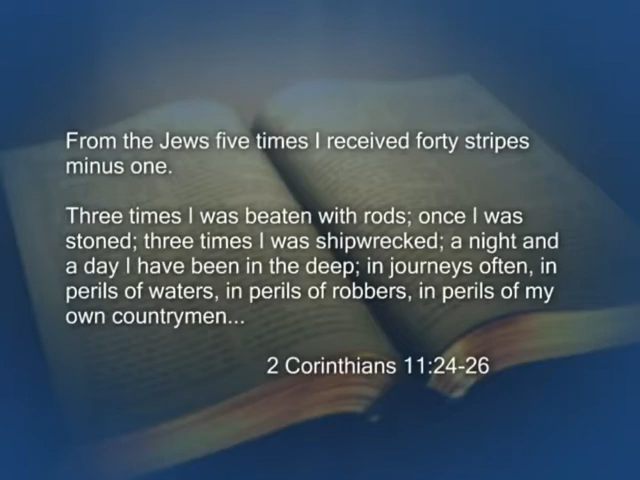 From the Jews five times I received forty stripes
minus one.
Three times I was beaten with rods; once I was
stoned; three times I was shipwrecked; a night and
a day I have been in the deep; in journeys often, in
perils of waters, in perils of robbers, in perils of my
own countrymen...
2 Corinthians 11:24-26